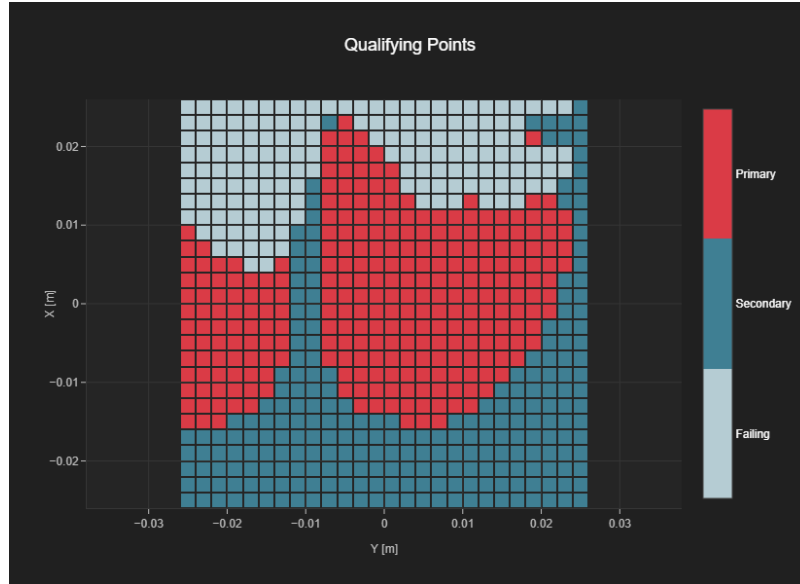 Qualifying Points
X [m]
0.02
0.01
0
−0.01
−0.02
−0.03
−0.02
−0.01
0
0.01
0.02
0.03
Y [m]
Primary
Secondary
Failing